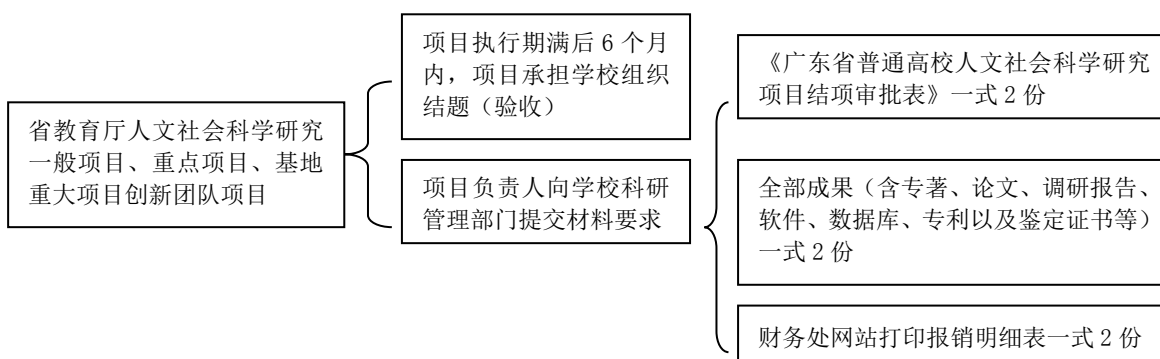 省教育厅人文社会科学研究
一般项目、重点项目、基地
重大项目创新团队项目
项目执行期满后 6 个月
内，项目承担学校组织
结题（验收）
项目负责人向学校科研
管理部门提交材料要求
《广东省普通高校人文社会科学研究
项目结项审批表》一式 2 份
全部成果（含专著、论文、调研报告、
软件、数据库、专利以及鉴定证书等）
一式 2 份
财务处网站打印报销明细表一式 2 份